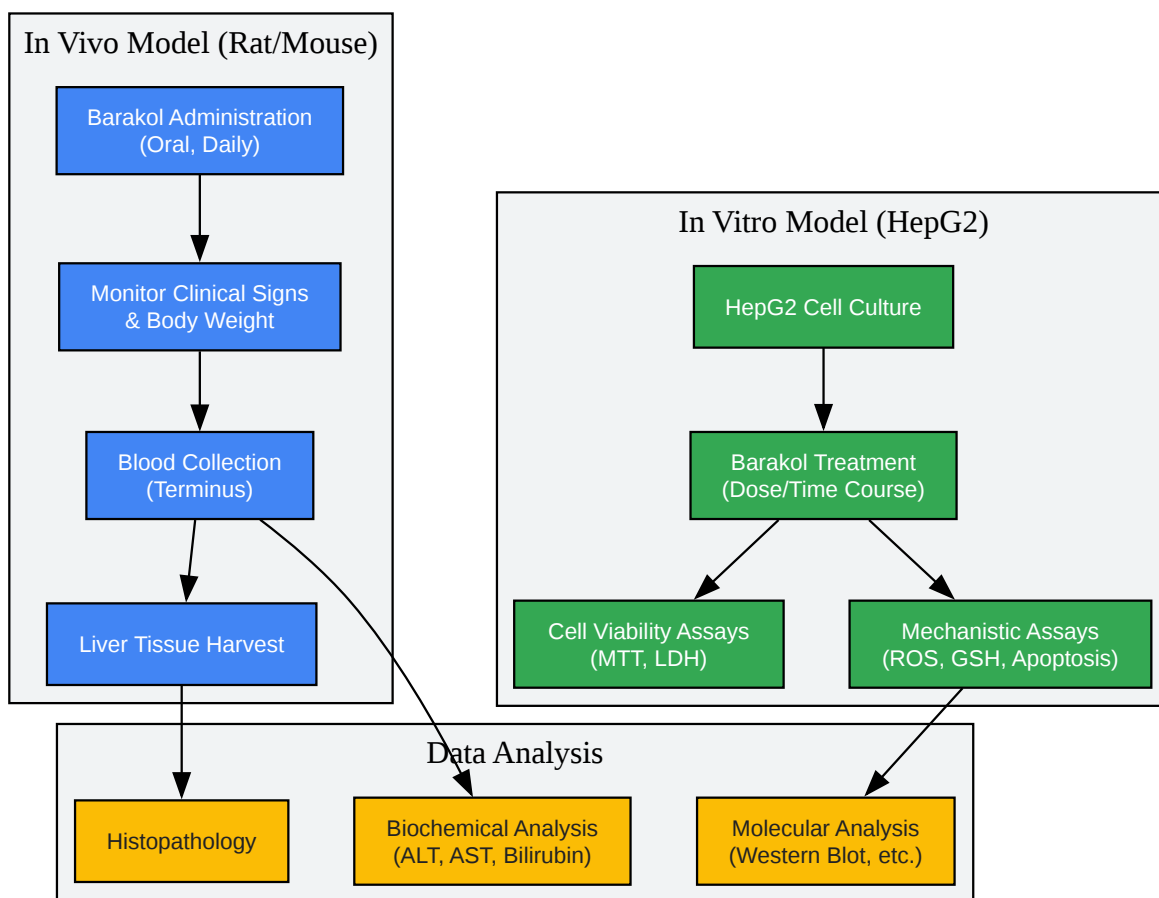 In Vivo Model (Rat/Mouse)
Barakol Administration
(Oral, Daily)
Monitor Clinical Signs
& Body Weight
Blood Collection
(Terminus)
Liver Tissue Harvest
In Vitro Model (HepG2)
HepG2 Cell Culture
Barakol Treatment
(Dose/Time Course)
Cell Viability Assays
(MTT, LDH)
Mechanistic Assays
(ROS, GSH, Apoptosis)
Data Analysis
Histopathology
Biochemical Analysis
(ALT, AST, Bilirubin)
Molecular Analysis
(Western Blot, etc.)